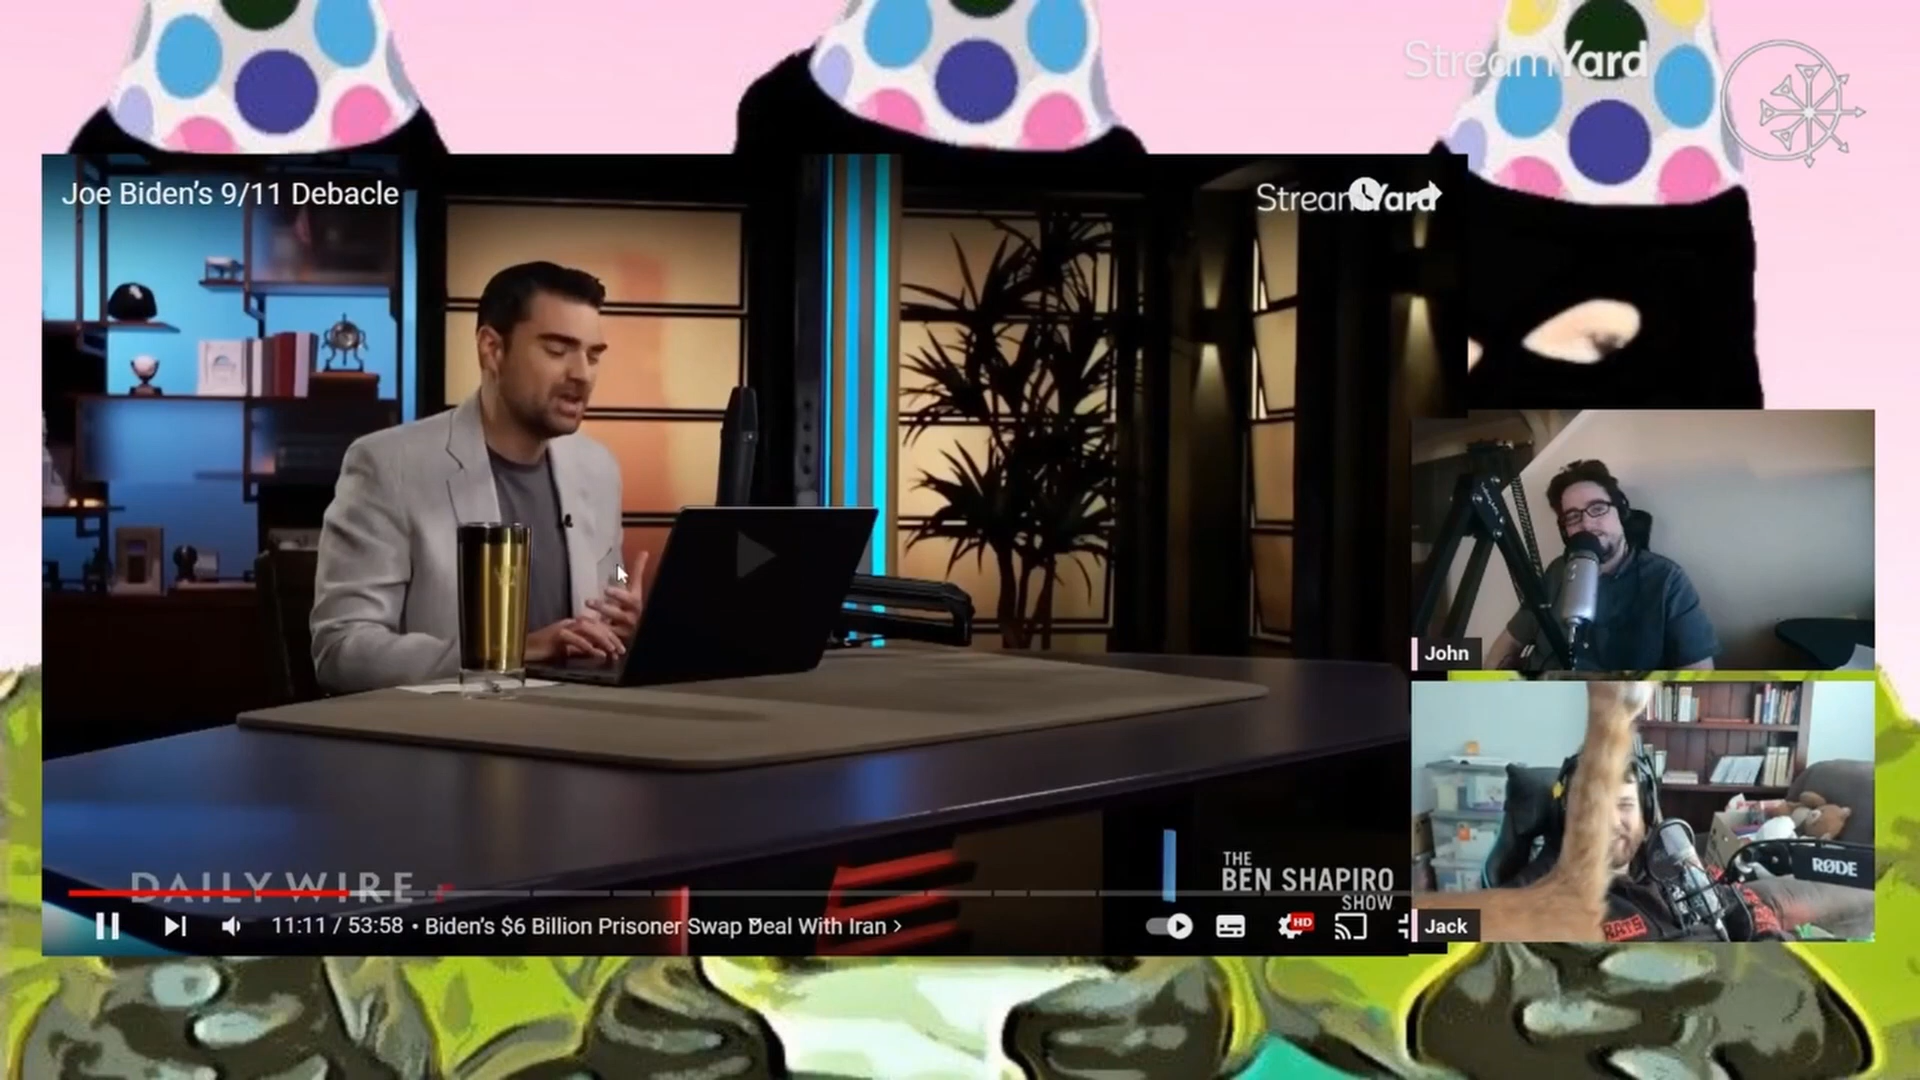 StreamYard
Joe Biden's 9/11 Debacle
StreamYard
John
RØDE
DAILY WIRE
THE
BEN SHAPIRO
SHOW
11:11 / 53:58 • Biden's $6 Billion Prisoner Swap Deal With Iran >
HD
Jack